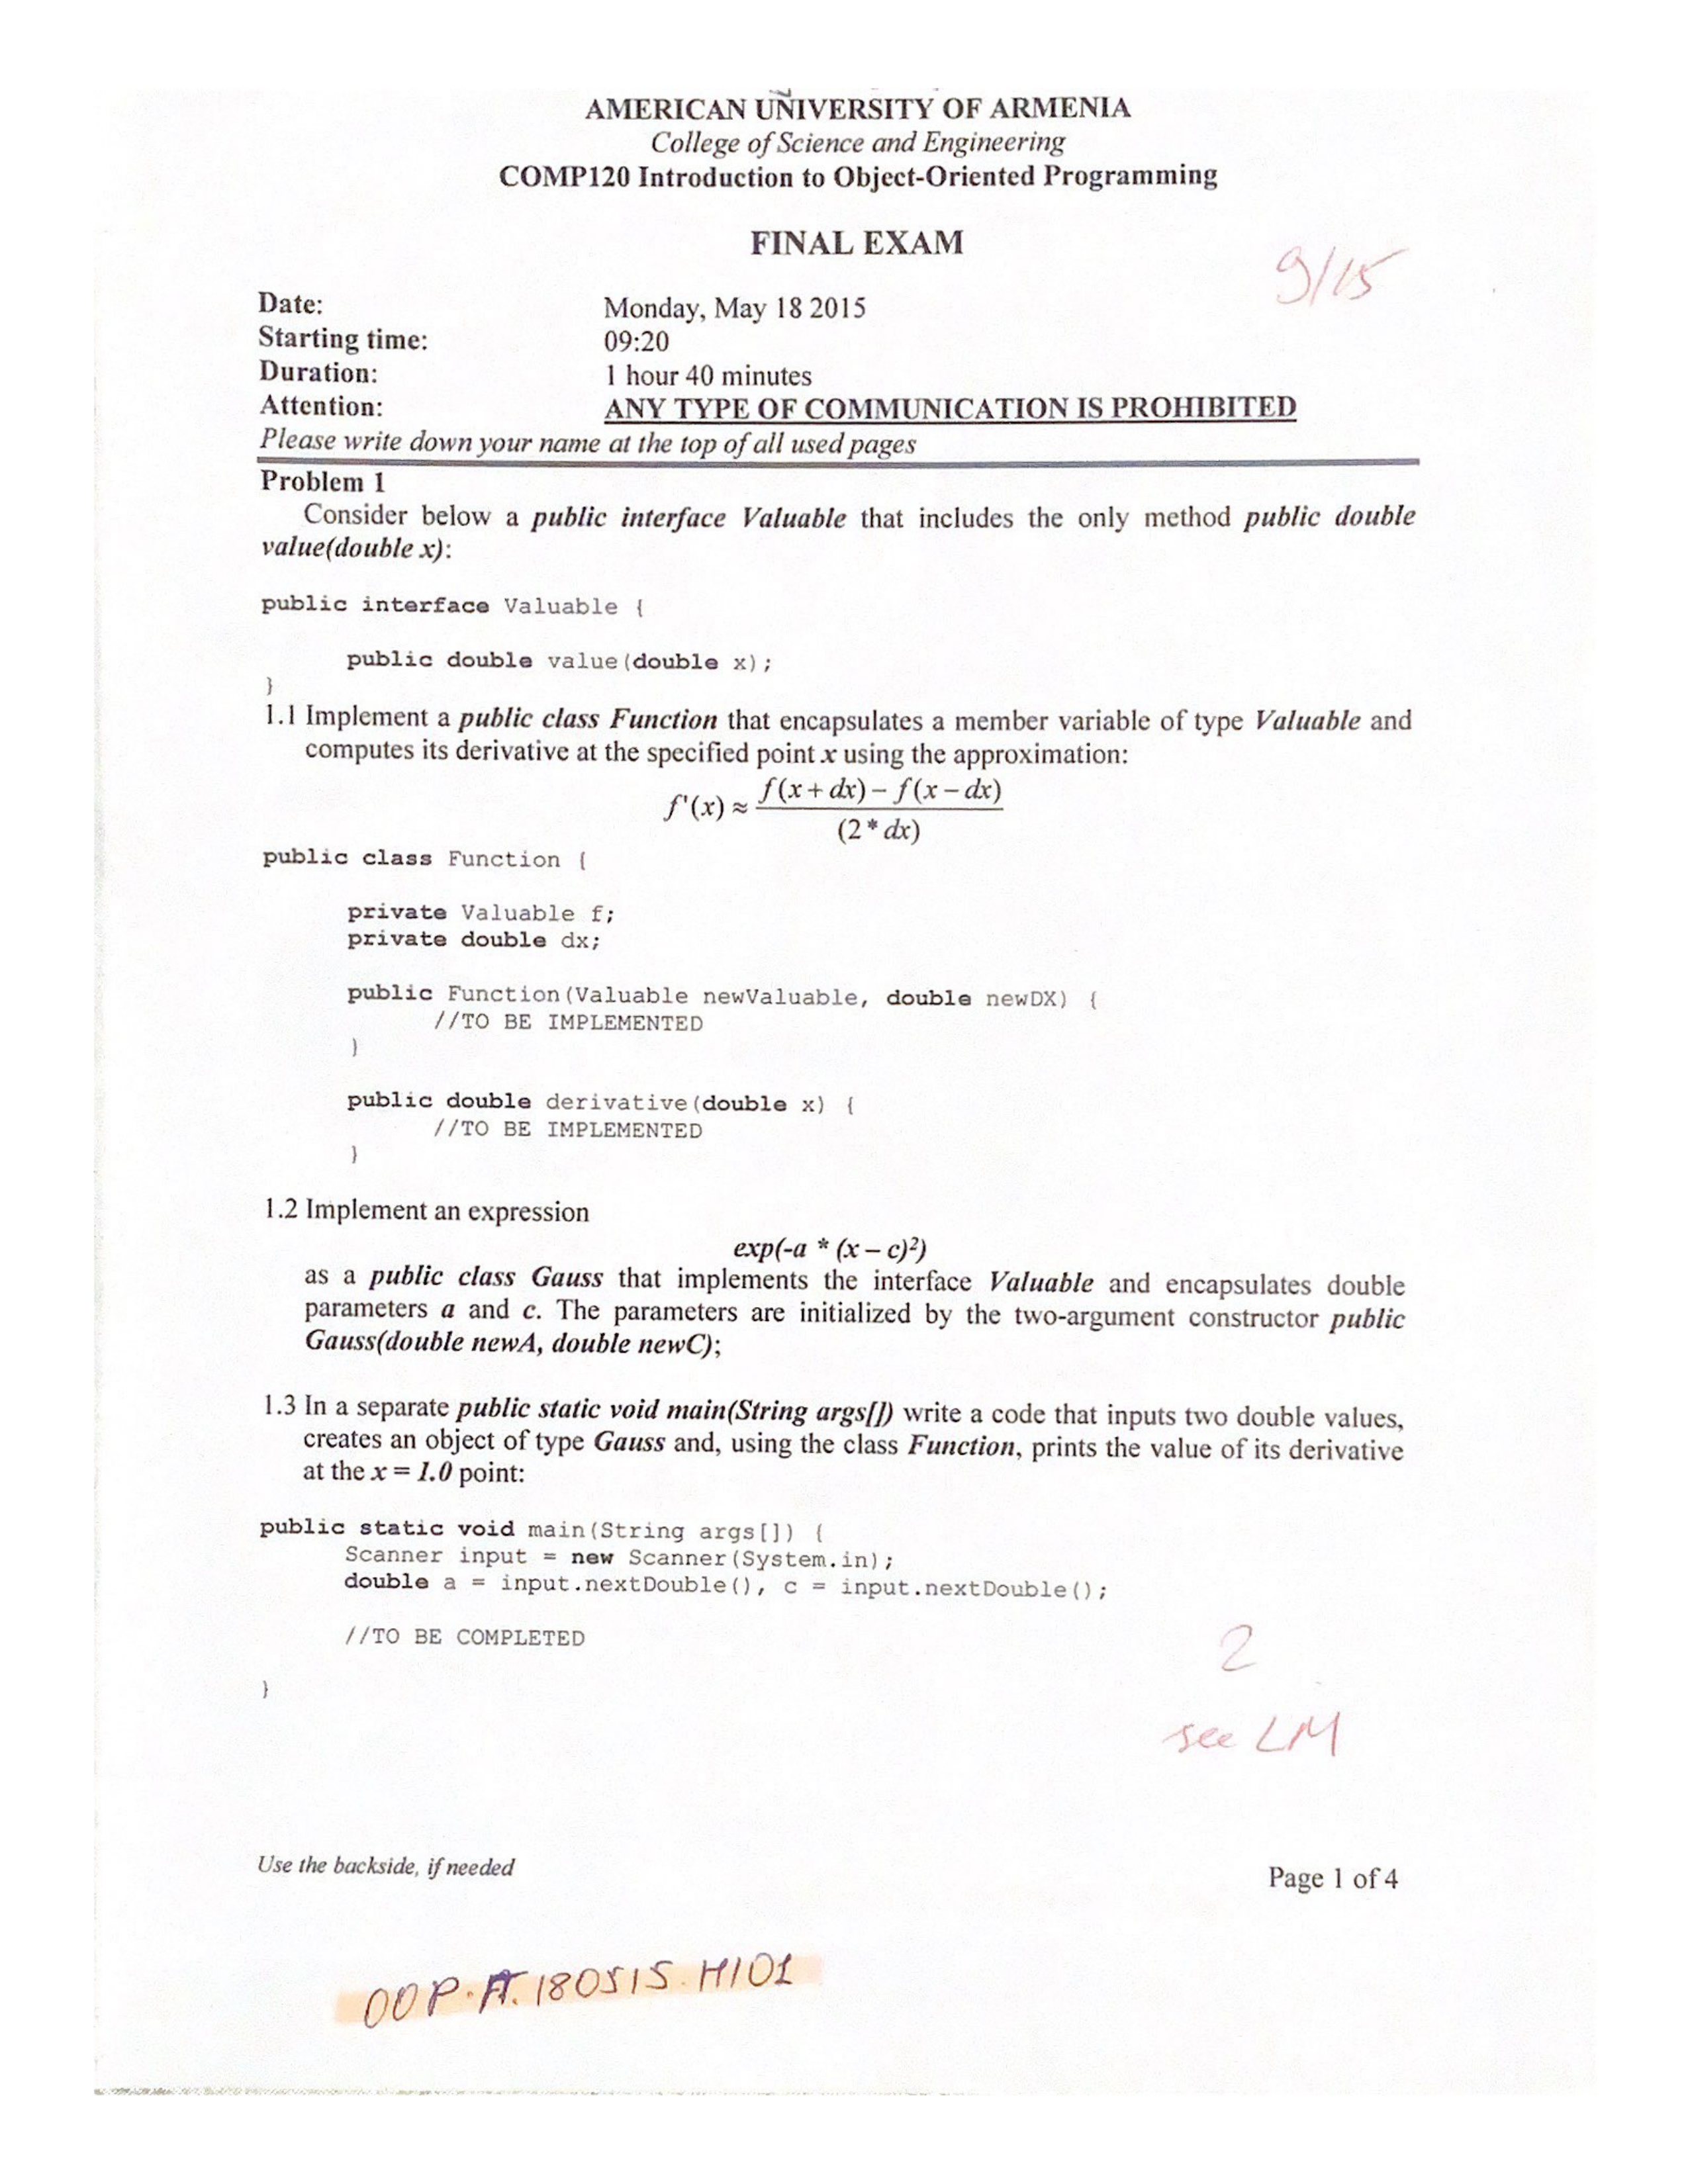 AMERICAN UNIVERSITY OF ARMENIA
College of Science and Engineering
COMP120 Introduction to Object-Oriented Programming
FINAL EXAM
9/15
Date: Monday, May 18 2015
Starting time: 09:20
Duration: 1 hour 40 minutes
Attention: ANY TYPE OF COMMUNICATION IS PROHIBITED
Please write down your name at the top of all used pages
Problem 1
Consider below a public interface Valuable that includes the only method public double
value(double x):
public interface Valuable {
public double value(double x);
}
1.1 Implement a public class Function that encapsulates a member variable of type Valuable and
computes its derivative at the specified point x using the approximation:
f'(x) ≈ f(x + dx) – f(x – dx)
(2 * dx)
public class Function {
private Valuable f;
private double dx;
public Function(Valuable newValuable, double newDX) {
//TO BE IMPLEMENTED
}
public double derivative(double x) {
//TO BE IMPLEMENTED
}
1.2 Implement an expression
exp(-a * (x – c)²)
as a public class Gauss that implements the interface Valuable and encapsulates double
parameters a and c. The parameters are initialized by the two-argument constructor public
Gauss(double newA, double newC);
1.3 In a separate public static void main(String args[]) write a code that inputs two double values,
creates an object of type Gauss and, using the class Function, prints the value of its derivative
at the x = 1.0 point:
public static void main(String args[]) {
Scanner input = new Scanner(System.in);
double a = input.nextDouble(), c = input.nextDouble();
//TO BE COMPLETED
2
}
see LM
Use the backside, if needed
Page 1 of 4
OOP.A.180515.H101